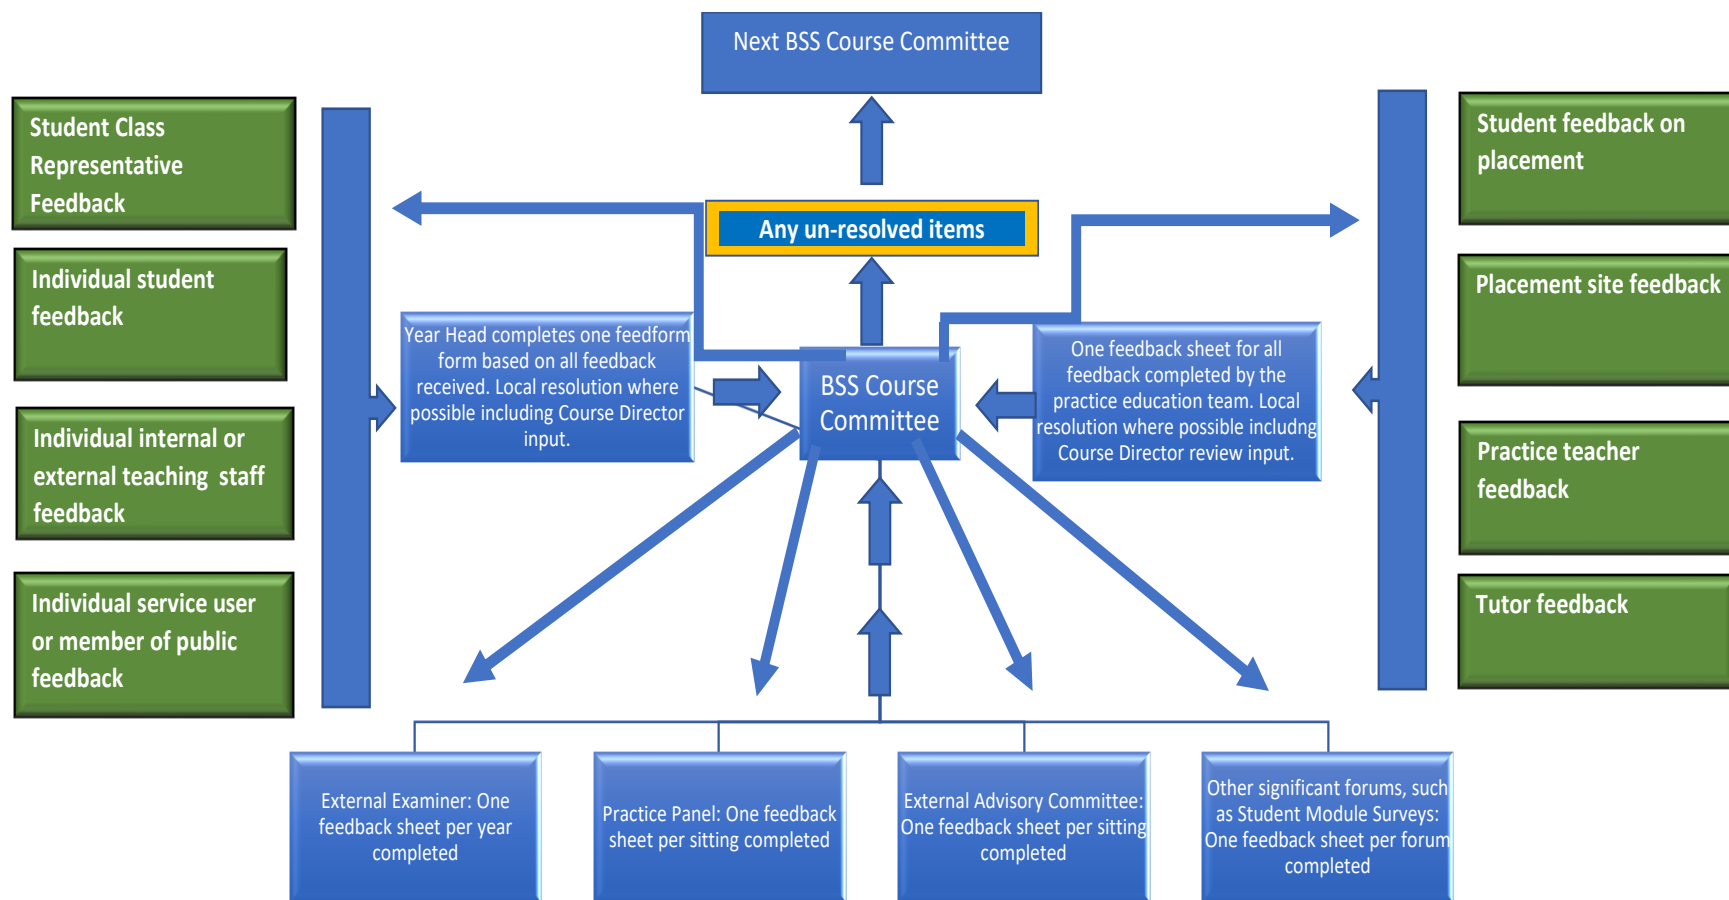 Next BSS Course Committee
Student Class
Representative
Feedback
Individual student
feedback
Individual internal or
external teaching staff
feedback
Individual service user
or member of public
feedback
Any un-resolved items
Year Head completes one feedform
form based on all feedback
received. Local resolution where
possible including Course Director
input.
BSS Course
Committee
One feedback sheet for all
feedback completed by the
practice education team. Local
resolution where possible includng
Course Director review input.
Student feedback on
placement
Placement site feedback
Practice teacher
feedback
Tutor feedback
External Examiner: One
feedback sheet per year
completed
Practice Panel: One feedback
sheet per sitting completed
External Advisory Committee:
One feedback sheet per sitting
completed
Other significant forums, such
as Student Module Surveys:
One feedback sheet per forum
completed